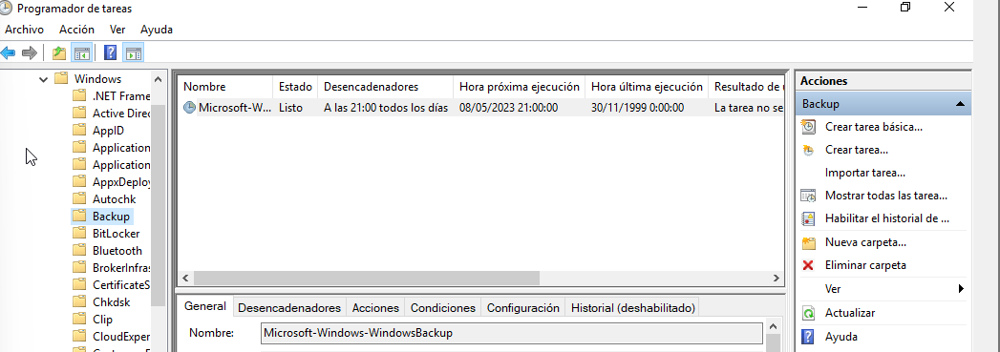 Programador de tareas
Archivo Acción Ver Ayuda
Windows
.NET Frame
Active Direc
AppID
Application
Application
AppxDeploy
Autochk
Backup
BitLocker
Bluetooth
BrokerInfras
CertificateS
Chkdsk
Clip
CloudExper
Nombre Estado Desencadenadores Hora próxima ejecución Hora última ejecución Resultado de
Microsoft-W... Listo A las 21:00 todos los días 08/05/2023 21:00:00 30/11/1999 0:00:00 La tarea no se
General Desencadenadores Acciones Condiciones Configuración Historial (deshabilitado)
Nombre: Microsoft-Windows-WindowsBackup
Acciones
Backup
Crear tarea básica...
Crear tarea...
Importar tarea...
Mostrar todas las tarea...
Habilitar el historial de ...
Nueva carpeta...
Eliminar carpeta
Ver
Actualizar
Ayuda